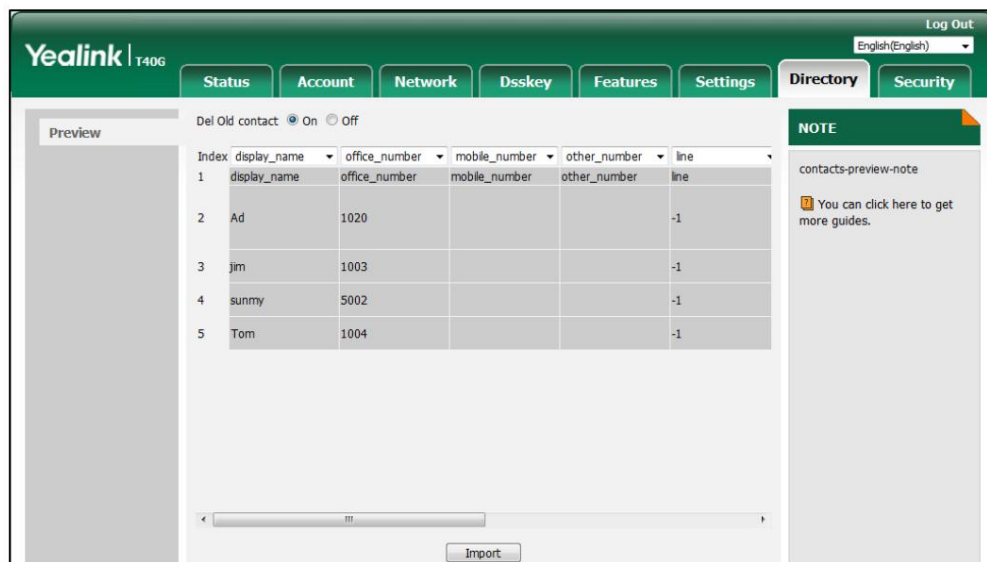 Log Out
Yealink | T40G
English(English)
Status Account Network Dsskey Features Settings Directory Security
Preview
Del Old contact On Off
NOTE
Index display_name office_number mobile_number other_number line
1 display_name office_number mobile_number other_number line
contacts-preview-note
2 Ad 1020 -1
You can click here to get
more guides.
3 jim 1003 -1
4 sunmy 5002 -1
5 Tom 1004 -1
Import